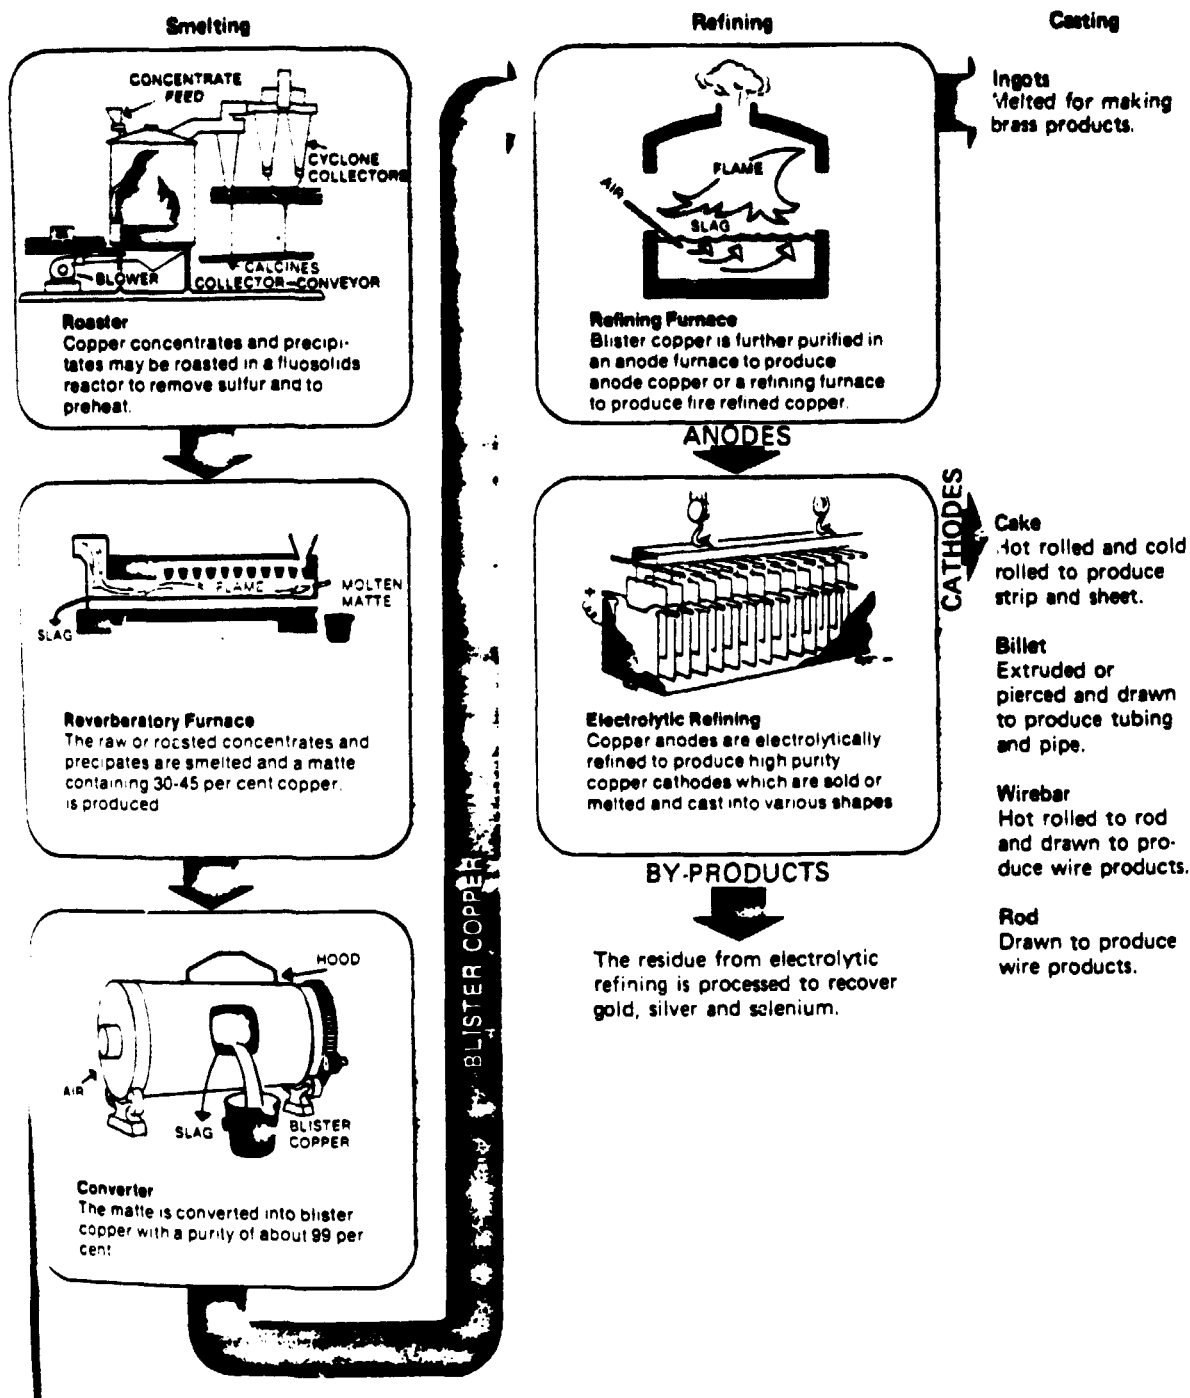 Smelting
CONCENTRATE
FEED
CYCLONE
COLLECTORS
BLOWER
CALCINES
COLLECTOR-CONVEYOR
Roaster
Copper concentrates and precipi-
tates may be roasted in a fluosolids
reactor to remove sulfur and to
preheat.
FLAME
MOLTEN
MATTE
SLAG
Reverberatory Furnace
The raw or roasted concentrates and
precipates are smelted and a matte
containing 30-45 per cent copper.
is produced
HOOD
AIR
SLAG
BLISTER
COPPER
Converter
The matte is converted into blister
copper with a purity of about 99 per
cent
BLISTER COPPER
Refining
FLAME
AIR
SLAG
Refining Furnace
Blister copper is further purified in
an anode furnace to produce
anode copper or a refining furnace
to produce fire refined copper.
ANODES
Electrolytic Refining
Copper anodes are electrolytically
refined to produce high purity
copper cathodes which are sold or
melted and cast into various shapes
CATHODES
BY-PRODUCTS
The residue from electrolytic
refining is processed to recover
gold, silver and selenium.
Casting
Ingots
Melted for making
brass products.
Cake
Hot rolled and cold
rolled to produce
strip and sheet.
Billet
Extruded or
pierced and drawn
to produce tubing
and pipe.
Wirebar
Hot rolled to rod
and drawn to pro-
duce wire products.
Rod
Drawn to produce
wire products.